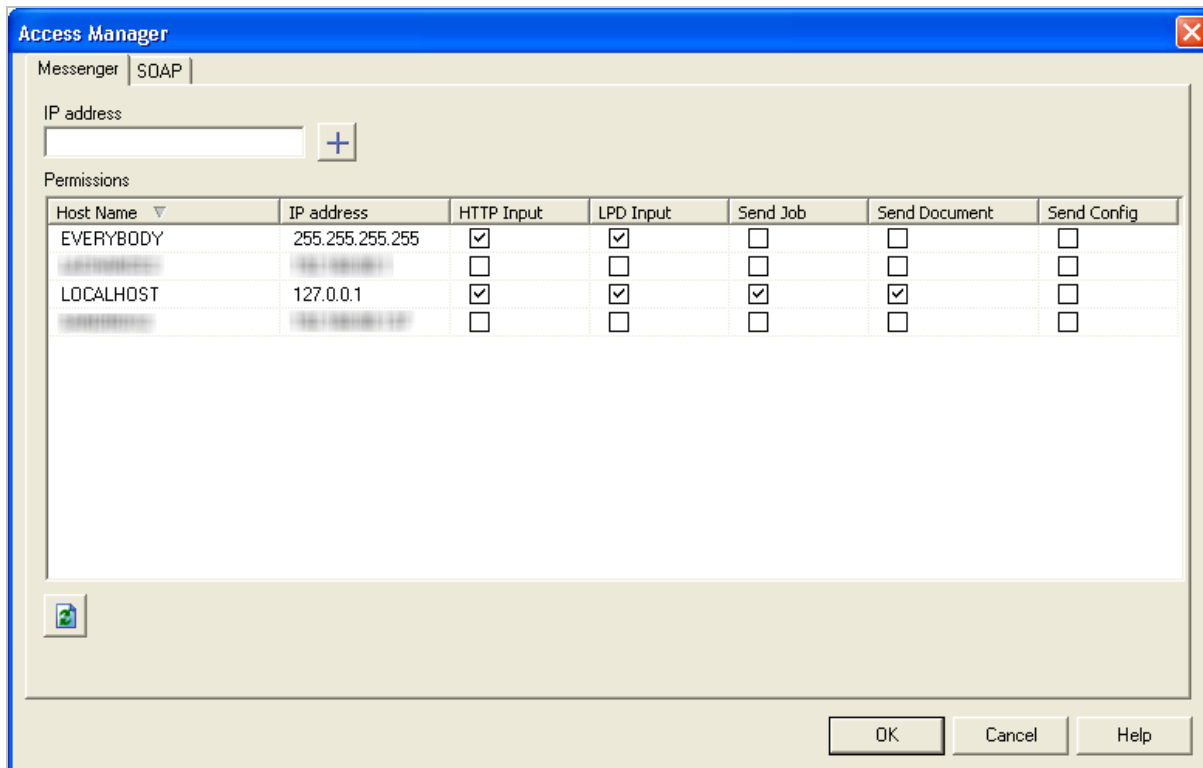 Access Manager
Messenger SOAP
IP address
Permissions
Host Name IP address HTTP Input LPD Input Send Job Send Document Send Config
EVERYBODY 255.255.255.255
LOCALHOST 127.0.0.1
OK Cancel Help